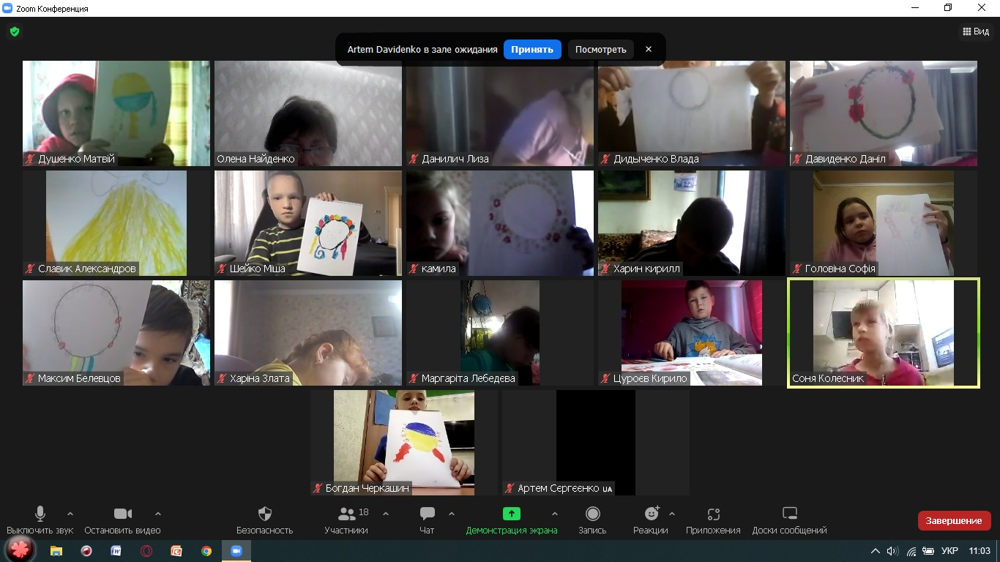 Zoom Конференция
Вид
Artem Davidenko в зале ожидания Принять Посмотреть
Душенко Матвій
Олена Найденко
Данилич Лиза
Дидыченко Влада
Давиденко Даніл
Славик Александров
Шейко Міша
камила
Харин кирилл
Головіна Софія
Максим Белевцов
Харіна Злата
Маргаріта Лебедєва
Цуроєв Кирило
Соня Колесник
Богдан Черкашин
Артем Сєргєєнко UA
Выключить звук
Остановить видео
Безопасность
18
Участники
Чат
Демонстрация экрана
Запись
Реакции
Приложения
Доски сообщений
Завершение
УКР 11:03